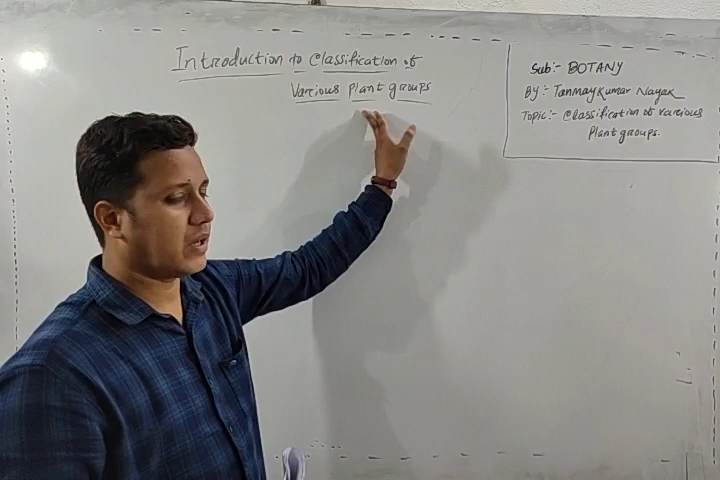 Introduction to Classification of
Various Plant groups
Sub:- BOTANY
By:- Tanmay Kumar Nayak
Topic:- Classification of various
Plant groups.